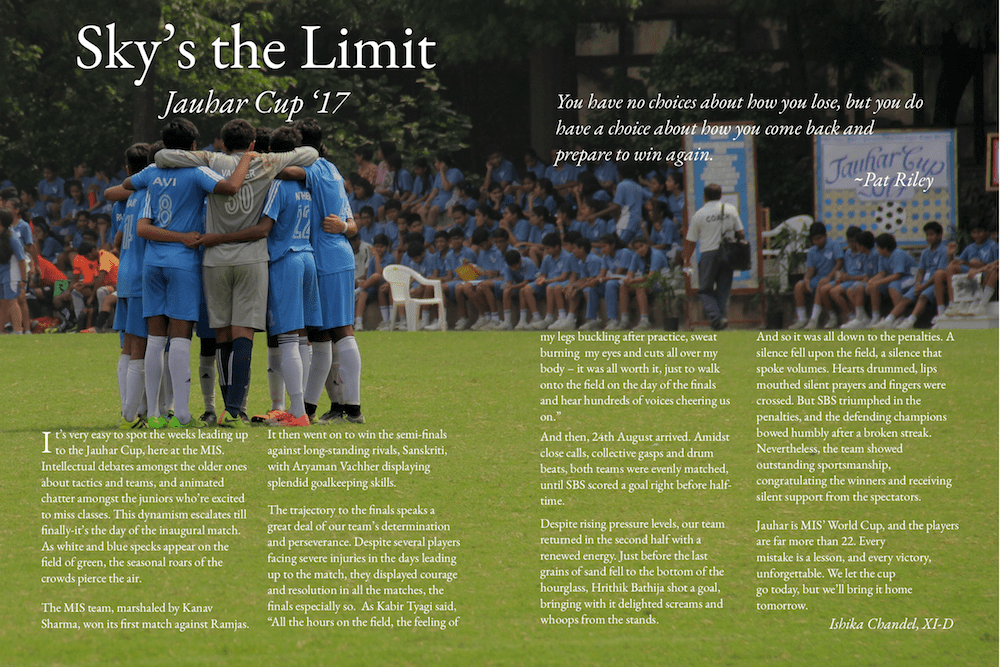 Sky’s the Limit
Jauhar Cup ‘17
You have no choices about how you lose, but you do
have a choice about how you come back and
prepare to win again.
~Pat Riley
AVI
8
30
22
COACH
Jauhar Cup
It’s very easy to spot the weeks leading up
to the Jauhar Cup, here at the MIS.
Intellectual debates amongst the older ones
about tactics and teams, and animated
chatter amongst the juniors who’re excited
to miss classes. This dynamism escalates till
finally-it’s the day of the inaugural match.
As white and blue specks appear on the
field of green, the seasonal roars of the
crowds pierce the air.
The MIS team, marshaled by Kanav
Sharma, won its first match against Ramjas.
It then went on to win the semi-finals
against long-standing rivals, Sanskriti,
with Aryaman Vachher displaying
splendid goalkeeping skills.
The trajectory to the finals speaks a
great deal of our team’s determination
and perseverance. Despite several players
facing severe injuries in the days leading
up to the match, they displayed courage
and resolution in all the matches, the
finals especially so.  As Kabir Tyagi said,
“All the hours on the field, the feeling of
my legs buckling after practice, sweat
burning  my eyes and cuts all over my
body – it was all worth it, just to walk
onto the field on the day of the finals
and hear hundreds of voices cheering us
on.”
And then, 24th August arrived. Amidst
close calls, collective gasps and drum
beats, both teams were evenly matched,
until SBS scored a goal right before half-
time.
Despite rising pressure levels, our team
returned in the second half with a
renewed energy. Just before the last
grains of sand fell to the bottom of the
hourglass, Hrithik Bathija shot a goal,
bringing with it delighted screams and
whoops from the stands.
And so it was all down to the penalties. A
silence fell upon the field, a silence that
spoke volumes. Hearts drummed, lips
mouthed silent prayers and fingers were
crossed. But SBS triumphed in the
penalties, and the defending champions
bowed humbly after a broken streak.
Nevertheless, the team showed
outstanding sportsmanship,
congratulating the winners and receiving
silent support from the spectators.
Jauhar is MIS’ World Cup, and the players
are far more than 22. Every
mistake is a lesson, and every victory,
unforgettable. We let the cup
go today, but we’ll bring it home
tomorrow.
Ishika Chandel, XI-D